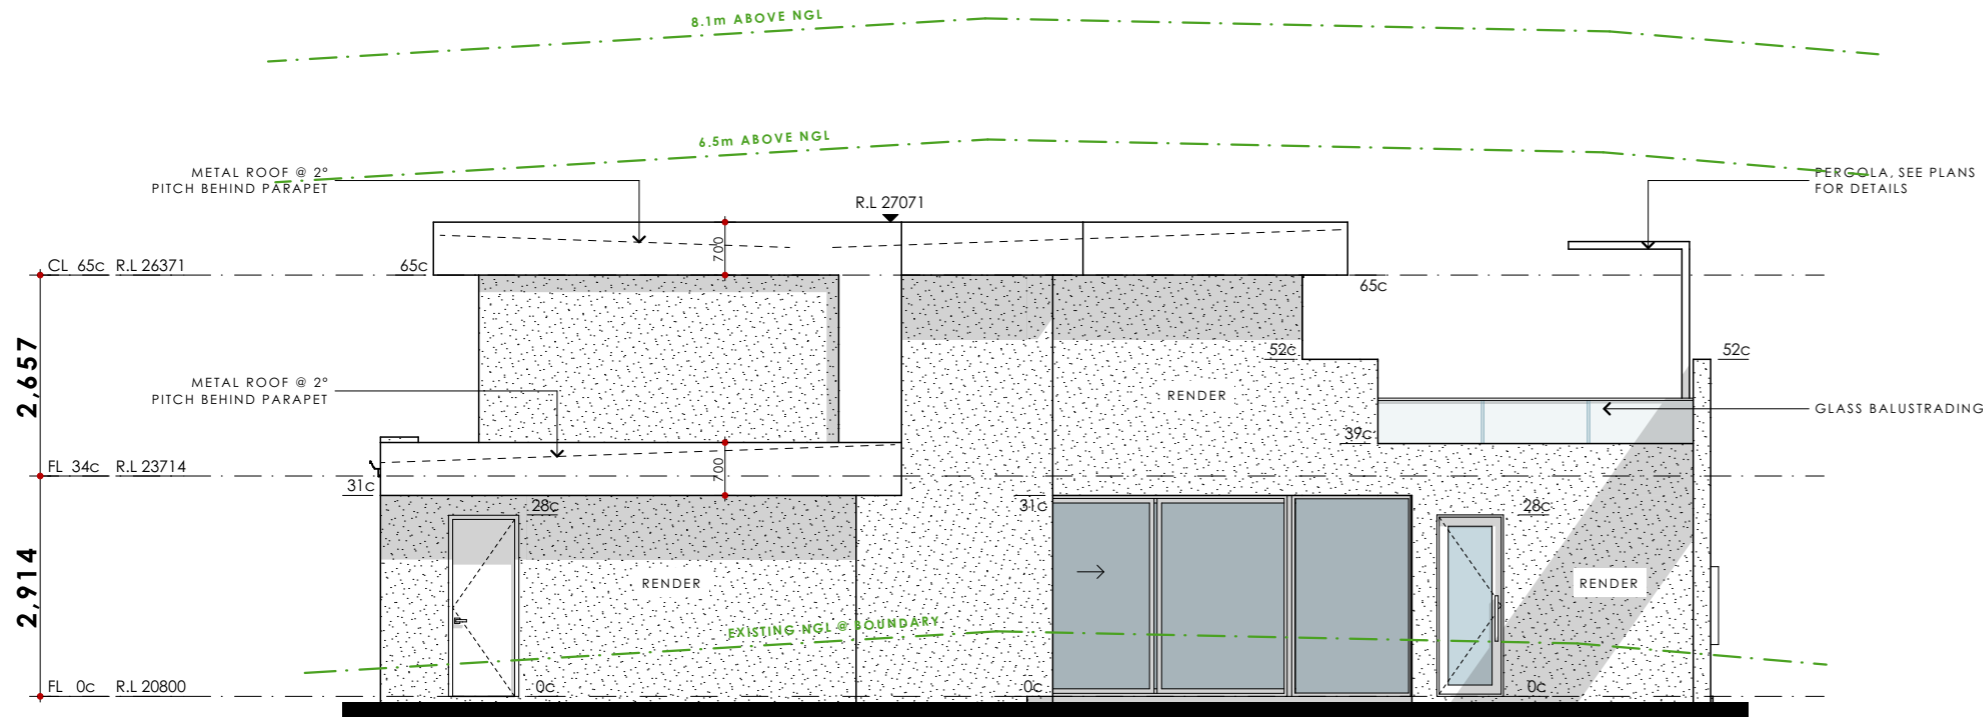 8.1m ABOVE NGL
6.5m ABOVE NGL
METAL ROOF @ 2°
PITCH BEHIND PARAPET
PERGOLA, SEE PLANS
FOR DETAILS
R.L 27071
700
CL 65c R.L 26371
65c
65c
2,657
52c
52c
METAL ROOF @ 2°
PITCH BEHIND PARAPET
RENDER
GLASS BALUSTRADING
39c
FL 34c R.L 23714
700
31c
28c
31c
28c
2,914
RENDER
RENDER
EXISTING NGL @ BOUNDARY
FL 0c R.L 20800
0c
0c
0c